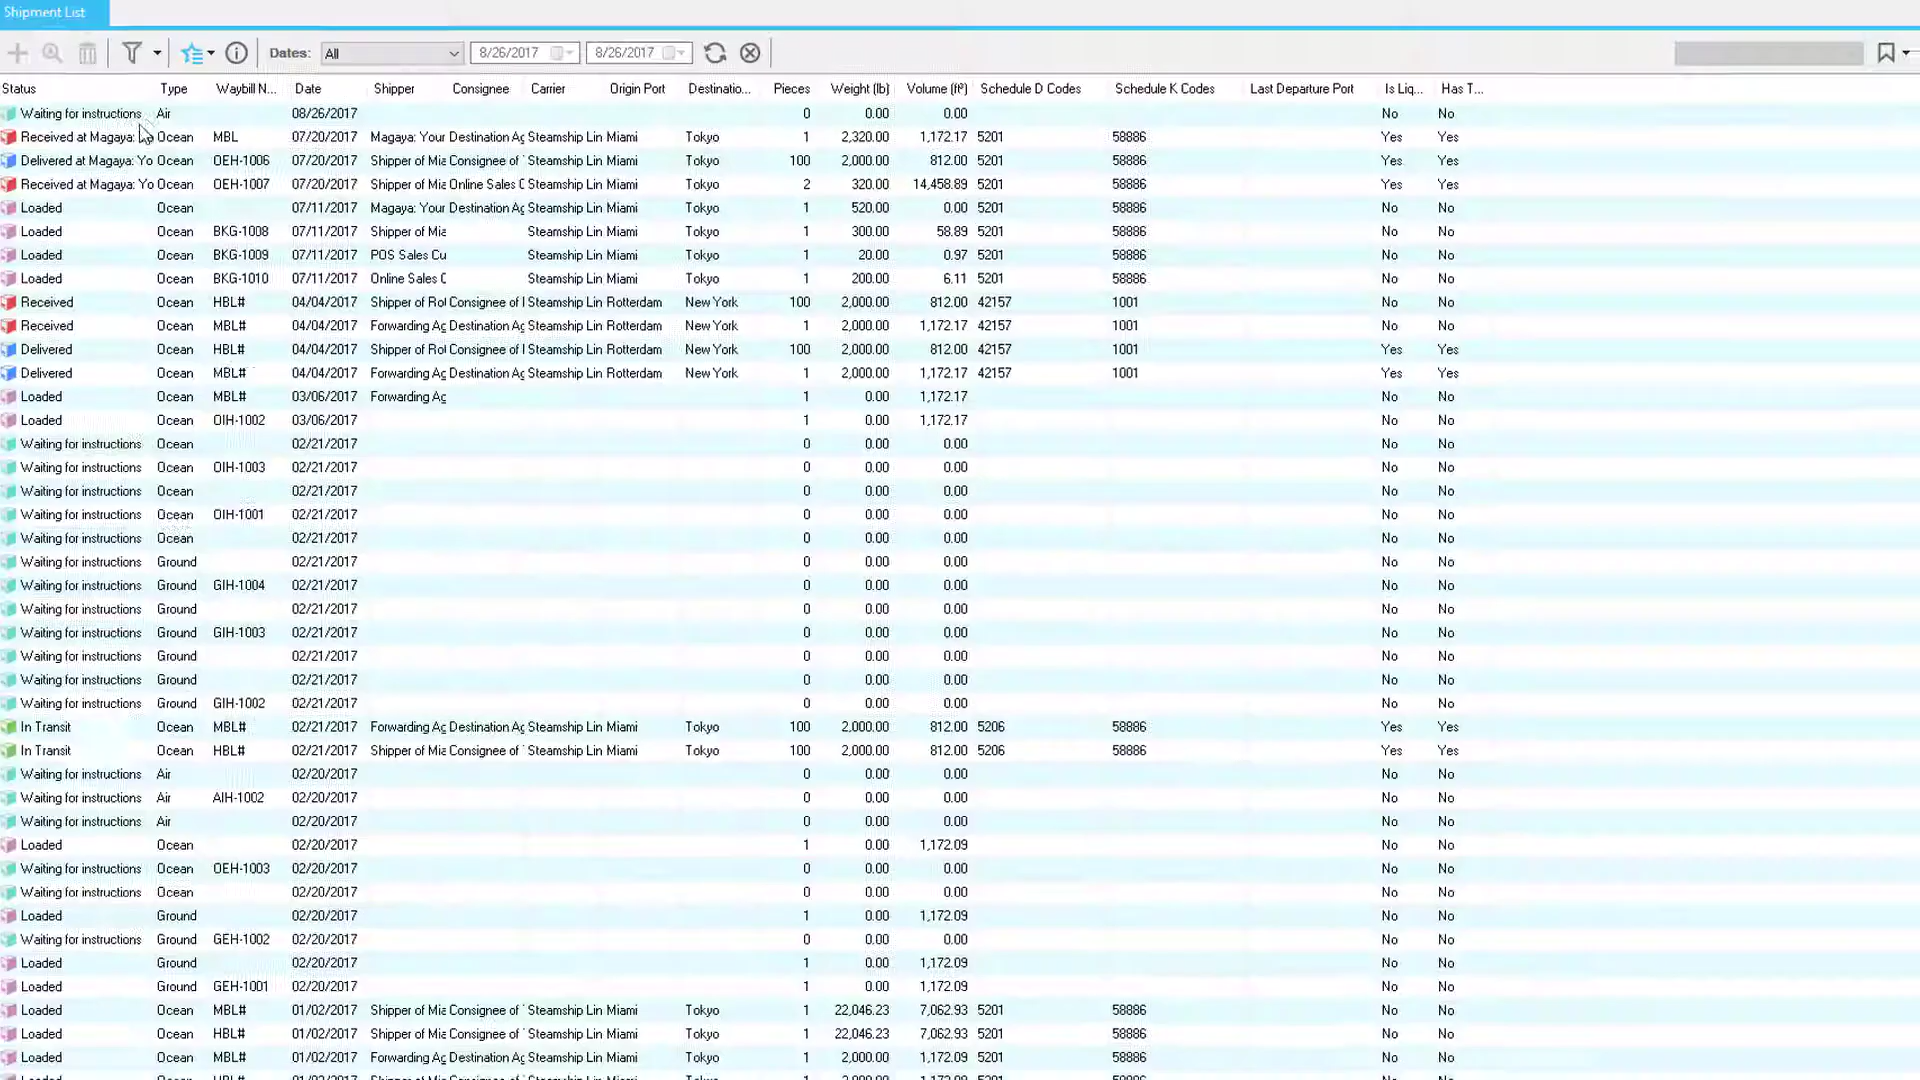 Shipment List
Dates: All 8/26/2017 8/26/2017
Status Type Waybill N... Date Shipper Consignee Carrier Origin Port Destinatio... Pieces Weight (lb) Volume (ft³) Schedule D Codes Schedule K Codes Last Departure Port Is Liq... Has T...
Waiting for instructions Air 08/26/2017 0 0.00 0.00 No No
Received at Magaya: Ocean MBL 07/20/2017 Magaya: Your Destination Ag Steamship Lin Miami Tokyo 1 2,320.00 1,172.17 5201 58886 Yes Yes
Delivered at Magaya: Yo Ocean OEH-1006 07/20/2017 Shipper of Mia Consignee of Steamship Lin Miami Tokyo 100 2,000.00 812.00 5201 58886 Yes Yes
Received at Magaya: Yo Ocean OEH-1007 07/20/2017 Shipper of Mia Online Sales C Steamship Lin Miami Tokyo 2 320.00 14,458.89 5201 58886 Yes Yes
Loaded Ocean 07/11/2017 Magaya: Your Destination Ag Steamship Lin Miami Tokyo 1 520.00 0.00 5201 58886 No No
Loaded Ocean BKG-1008 07/11/2017 Shipper of Mia Steamship Lin Miami Tokyo 1 300.00 58.89 5201 58886 No No
Loaded Ocean BKG-1009 07/11/2017 POS Sales Cu Steamship Lin Miami Tokyo 1 20.00 0.97 5201 58886 No No
Loaded Ocean BKG-1010 07/11/2017 Online Sales C Steamship Lin Miami Tokyo 1 200.00 6.11 5201 58886 No No
Received Ocean HBL# 04/04/2017 Shipper of Rot Consignee of I Steamship Lin Rotterdam New York 100 2,000.00 812.00 42157 1001 No No
Received Ocean MBL# 04/04/2017 Forwarding Ag Destination Ag Steamship Lin Rotterdam New York 1 2,000.00 1,172.17 42157 1001 No No
Delivered Ocean HBL# 04/04/2017 Shipper of Rot Consignee of I Steamship Lin Rotterdam New York 100 2,000.00 812.00 42157 1001 Yes Yes
Delivered Ocean MBL# 04/04/2017 Forwarding Ag Destination Ag Steamship Lin Rotterdam New York 1 2,000.00 1,172.17 42157 1001 Yes Yes
Loaded Ocean MBL# 03/06/2017 Forwarding Ag 1 0.00 1,172.17 No No
Loaded Ocean OIH-1002 03/06/2017 1 0.00 1,172.17 No No
Waiting for instructions Ocean 02/21/2017 0 0.00 0.00 No No
Waiting for instructions Ocean OIH-1003 02/21/2017 0 0.00 0.00 No No
Waiting for instructions Ocean 02/21/2017 0 0.00 0.00 No No
Waiting for instructions Ocean OIH-1001 02/21/2017 0 0.00 0.00 No No
Waiting for instructions Ocean 02/21/2017 0 0.00 0.00 No No
Waiting for instructions Ground 02/21/2017 0 0.00 0.00 No No
Waiting for instructions Ground GIH-1004 02/21/2017 0 0.00 0.00 No No
Waiting for instructions Ground 02/21/2017 0 0.00 0.00 No No
Waiting for instructions Ground GIH-1003 02/21/2017 0 0.00 0.00 No No
Waiting for instructions Ground 02/21/2017 0 0.00 0.00 No No
Waiting for instructions Ground 02/21/2017 0 0.00 0.00 No No
Waiting for instructions Ground GIH-1002 02/21/2017 0 0.00 0.00 No No
In Transit Ocean MBL# 02/21/2017 Forwarding Ag Destination Ag Steamship Lin Miami Tokyo 100 2,000.00 812.00 5206 58886 Yes Yes
In Transit Ocean HBL# 02/21/2017 Shipper of Mia Consignee of Steamship Lin Miami Tokyo 100 2,000.00 812.00 5206 58886 Yes Yes
Waiting for instructions Air 02/20/2017 0 0.00 0.00 No No
Waiting for instructions Air AIH-1002 02/20/2017 0 0.00 0.00 No No
Waiting for instructions Air 02/20/2017 0 0.00 0.00 No No
Loaded Ocean 02/20/2017 1 0.00 1,172.09 No No
Waiting for instructions Ocean OEH-1003 02/20/2017 0 0.00 0.00 No No
Waiting for instructions Ocean 02/20/2017 0 0.00 0.00 No No
Loaded Ground 02/20/2017 1 0.00 1,172.09 No No
Waiting for instructions Ground GEH-1002 02/20/2017 0 0.00 0.00 No No
Loaded Ground 02/20/2017 1 0.00 1,172.09 No No
Loaded Ground GEH-1001 02/20/2017 1 0.00 1,172.09 No No
Loaded Ocean MBL# 01/02/2017 Shipper of Mia Consignee of Steamship Lin Miami Tokyo 1 22,046.23 7,062.93 5201 58886 No No
Loaded Ocean HBL# 01/02/2017 Shipper of Mia Consignee of Steamship Lin Miami Tokyo 1 22,046.23 7,062.93 5201 58886 No No
Loaded Ocean MBL# 01/02/2017 Forwarding Ag Destination Ag Steamship Lin Miami Tokyo 1 2,000.00 1,172.09 5201 58886 No No